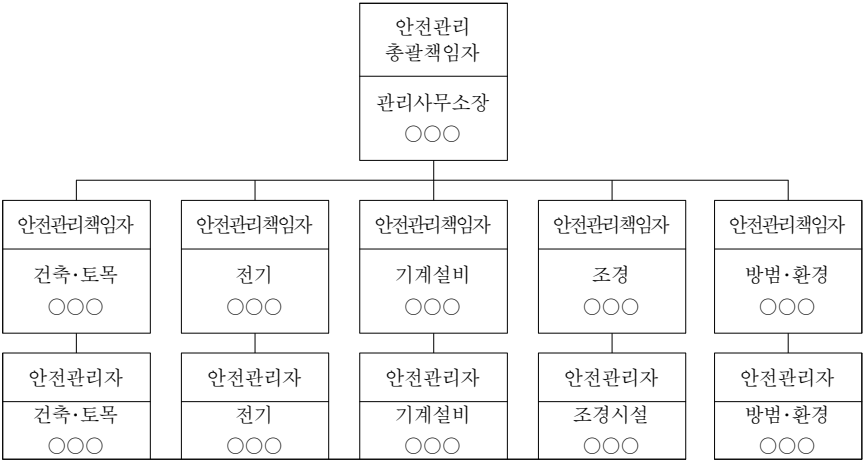 안전관리
총괄책임자
관리사무소장
○○○
안전관리책임자
건축·토목
○○○
안전관리책임자
전기
○○○
안전관리책임자
기계설비
○○○
안전관리책임자
조경
○○○
안전관리책임자
방범·환경
○○○
안전관리자
건축·토목
○○○
안전관리자
전기
○○○
안전관리자
기계설비
○○○
안전관리자
조경시설
○○○
안전관리자
방범·환경
○○○